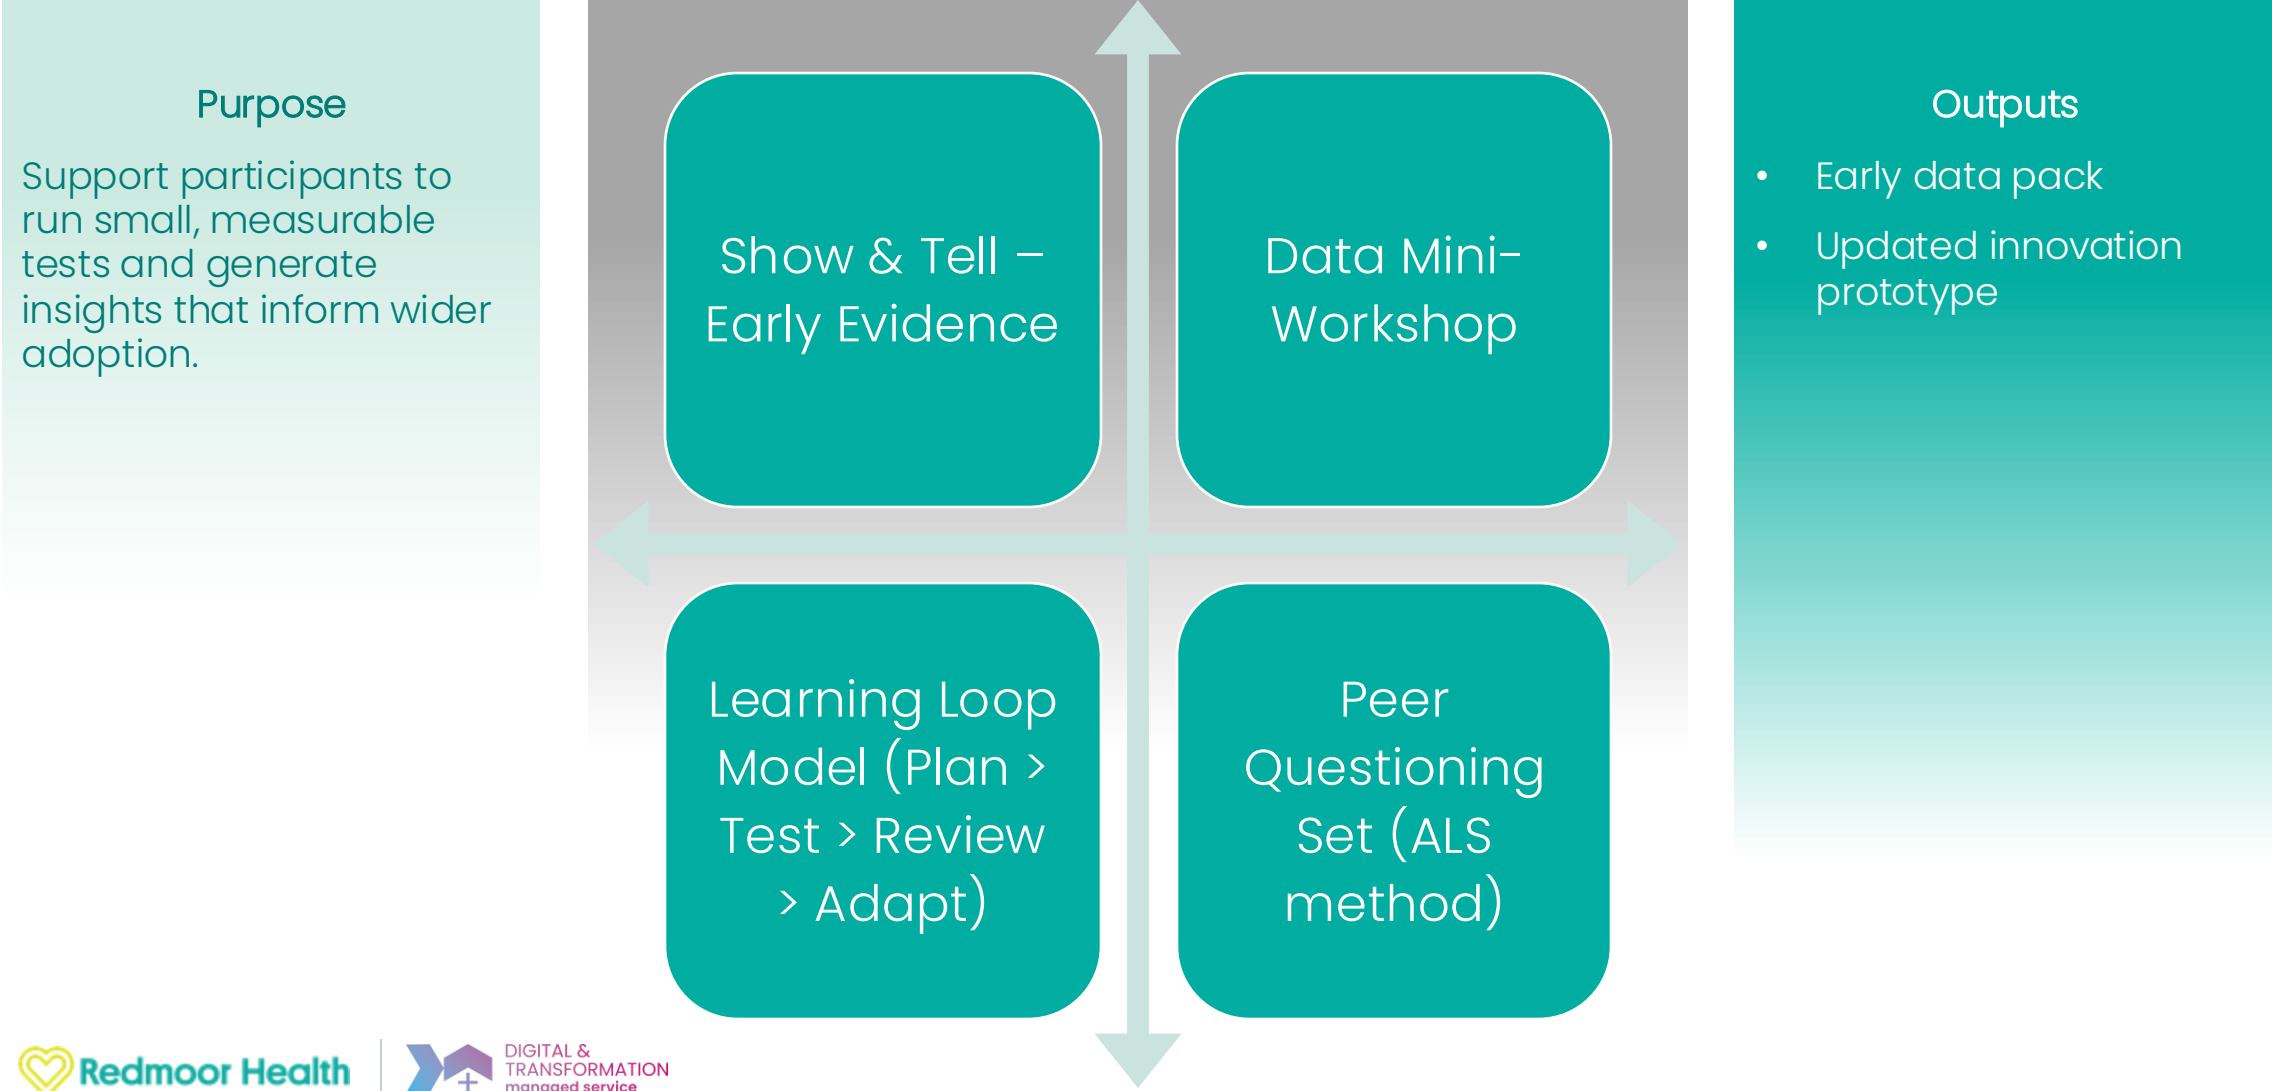 Purpose
Support participants to
run small, measurable
tests and generate
insights that inform wider
adoption.
Show & Tell –
Early Evidence
Data Mini-
Workshop
Learning Loop
Model (Plan >
Test > Review
> Adapt)
Peer
Questioning
Set (ALS
method)
Outputs
• Early data pack
• Updated innovation
prototype
Redmoor Health
DIGITAL &
TRANSFORMATION
managed service